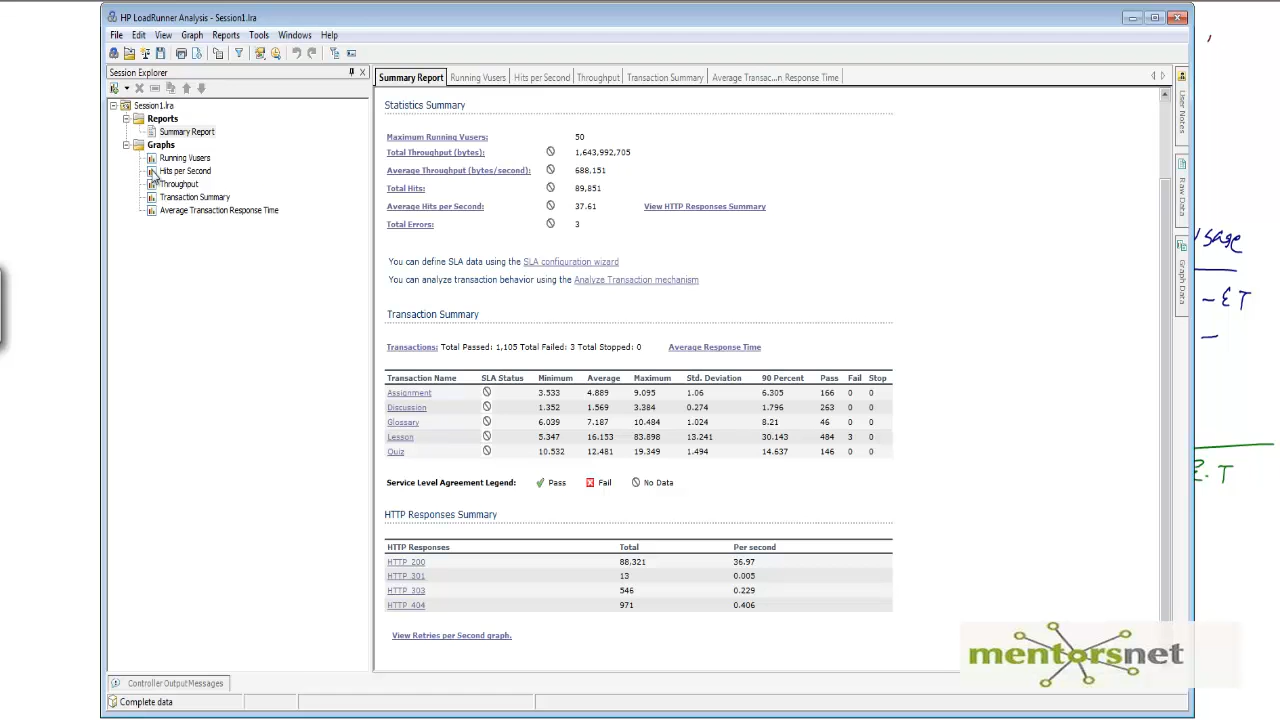 HP LoadRunner Analysis - Session1.lra
File Edit View Graph Reports Tools Windows Help
Session Explorer
Session1.lra
Reports
Summary Report
Graphs
Running Vusers
Hits per Second
Throughput
Transaction Summary
Average Transaction Response Time
Summary Report Running Vusers Hits per Second Throughput Transaction Summary Average Transac...n Response Time
Statistics Summary
Maximum Running Vusers: 50
Total Throughput (bytes): 1,643,992,705
Average Throughput (bytes/second): 688,151
Total Hits: 89,851
Average Hits per Second: 37.61 View HTTP Responses Summary
Total Errors: 3
You can define SLA data using the SLA configuration wizard
You can analyze transaction behavior using the Analyze Transaction mechanism
Transaction Summary
Transactions: Total Passed: 1,105 Total Failed: 3 Total Stopped: 0 Average Response Time
Transaction Name SLA Status Minimum Average Maximum Std. Deviation 90 Percent Pass Fail Stop
Assignment 3.533 4.889 9.095 1.06 6.305 166 0 0
Discussion 1.352 1.569 3.384 0.274 1.796 263 0 0
Glossary 6.039 7.187 10.484 1.024 8.21 46 0 0
Lesson 5.347 16.153 83.898 13.241 30.143 484 3 0
Quiz 10.532 12.481 19.349 1.494 14.637 146 0 0
Service Level Agreement Legend: Pass Fail No Data
HTTP Responses Summary
HTTP Responses Total Per second
HTTP_200 88,321 36.97
HTTP_301 13 0.005
HTTP_303 546 0.229
HTTP_404 971 0.406
View Retries per Second graph.
Controller Output Messages
Complete data
User Notes
Raw Data
Graph Data
- ET
E.T
mentorsnet